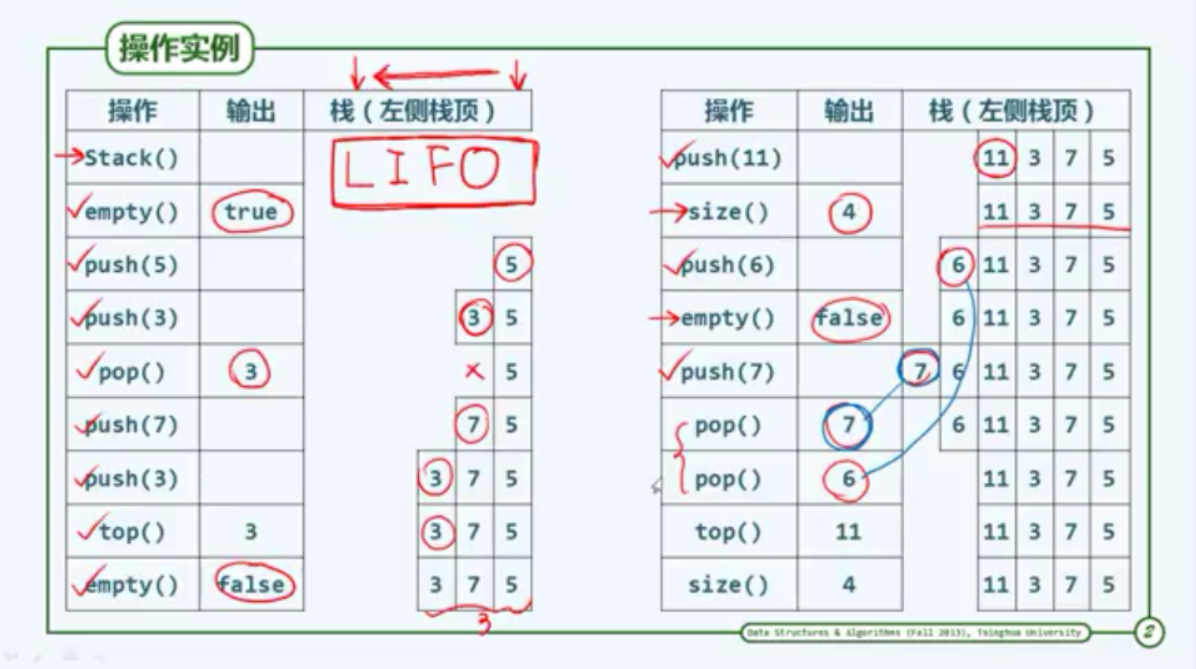 操作实例
操作 输出 栈（左侧栈顶）
Stack() LIFO
empty() true
push(5) 5
push(3) 3 5
pop() 3 × 5
push(7) 7 5
push(3) 3 7 5
top() 3 3 7 5
empty() false 3 7 5
3
操作 输出 栈（左侧栈顶）
push(11) 11 3 7 5
size() 4 11 3 7 5
push(6) 6 11 3 7 5
empty() false 6 11 3 7 5
push(7) 7 6 11 3 7 5
pop() 7 6 11 3 7 5
pop() 6 11 3 7 5
top() 11 11 3 7 5
size() 4 11 3 7 5
Data Structures & Algorithms (Fall 2013), Tsinghua University
2